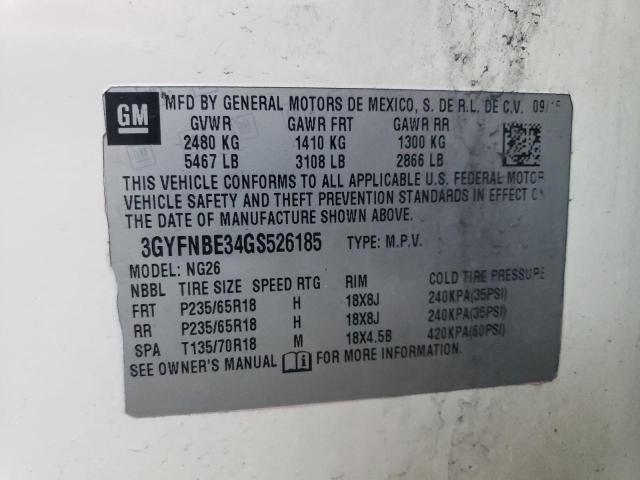 GM MFD BY GENERAL MOTORS DE MEXICO, S. DE R.L. DE C.V. 09/15
GVWR GAWR FRT GAWR RR
2480 KG 1410 KG 1300 KG
5467 LB 3108 LB 2866 LB
THIS VEHICLE CONFORMS TO ALL APPLICABLE U.S. FEDERAL MOTOR
VEHICLE SAFETY AND THEFT PREVENTION STANDARDS IN EFFECT ON
THE DATE OF MANUFACTURE SHOWN ABOVE.
3GYFNBE34GS526185 TYPE: M.P.V.
MODEL: NG26
NBBL TIRE SIZE SPEED RTG RIM COLD TIRE PRESSURE
FRT P235/65R18 H 18X8J 240KPA(35PSI)
RR P235/65R18 H 18X8J 240KPA(35PSI)
SPA T135/70R18 M 18X4.5B 420KPA(60PSI)
SEE OWNER'S MANUAL FOR MORE INFORMATION.